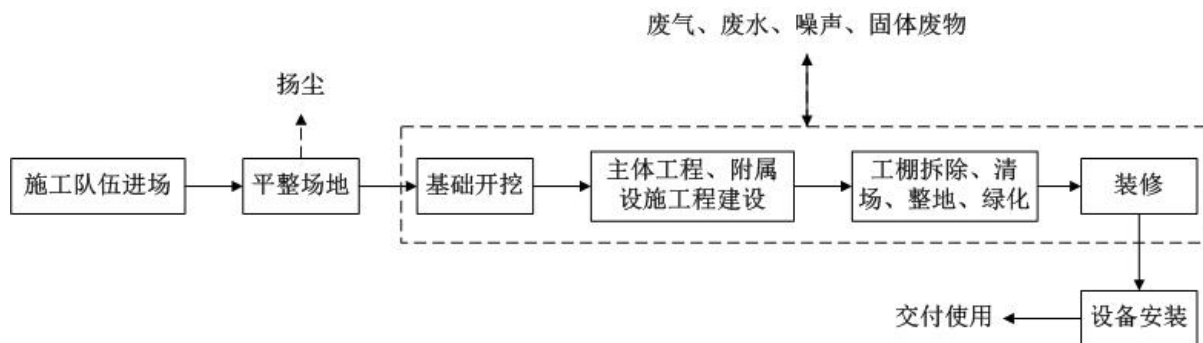 废气、废水、噪声、固体废物
扬尘
施工队伍进场
平整场地
基础开挖
主体工程、附属
设施工程建设
工棚拆除、清
场、整地、绿化
装修
交付使用
设备安装